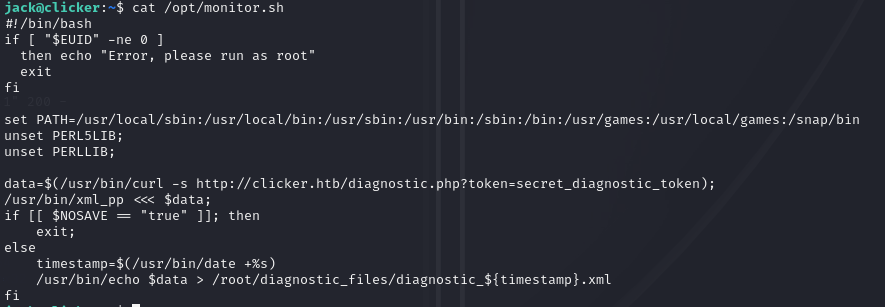 jack@clicker:~$ cat /opt/monitor.sh
#!/bin/bash
if [ "$EUID" -ne 0 ]
  then echo "Error, please run as root"
  exit
fi

set PATH=/usr/local/sbin:/usr/local/bin:/usr/sbin:/usr/bin:/sbin:/bin:/usr/games:/usr/local/games:/snap/bin
unset PERL5LIB;
unset PERLLIB;

data=$(/usr/bin/curl -s http://clicker.htb/diagnostic.php?token=secret_diagnostic_token);
/usr/bin/xml_pp <<< $data;
if [[ $NOSAVE == "true" ]]; then
    exit;
else
    timestamp=$(/usr/bin/date +%s)
    /usr/bin/echo $data > /root/diagnostic_files/diagnostic_${timestamp}.xml
fi